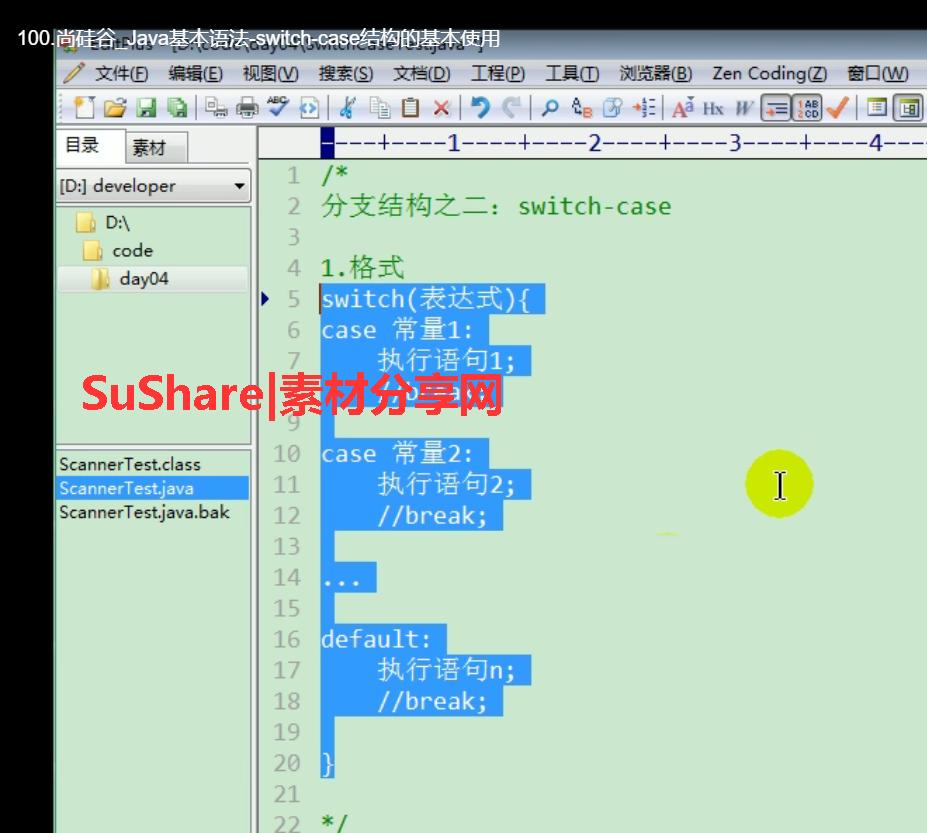 100.尚硅谷_Java基本语法-switch-case结构的基本使用
文件(F) 编辑(E) 视图(V) 搜索(S) 文档(D) 工程(P) 工具(T) 浏览器(B) Zen Coding(Z) 窗口(W)
目录 素材
[D:] developer
D:\
code
day04
ScannerTest.class
ScannerTest.java
ScannerTest.java.bak
----+----1----+----2----+----3----+----4---
1 /*
2 分支结构之二：switch-case
3
4 1.格式
5 switch(表达式){
6 case 常量1:
7 执行语句1;
SuShare|素材分享网
9
10 case 常量2:
11 执行语句2;
12 //break;
13
14 ...
15
16 default:
17 执行语句n;
18 //break;
19
20 }
21
22 */